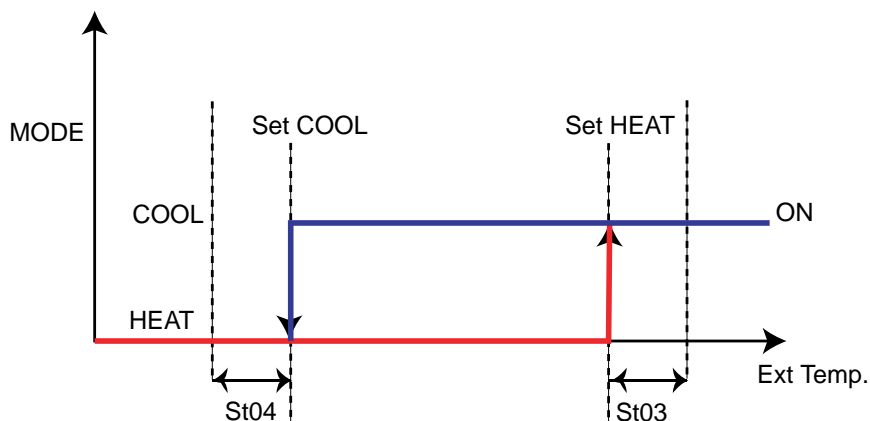 Set COOL
Set HEAT
MODE
COOL
ON
HEAT
Ext Temp.
St04
St03